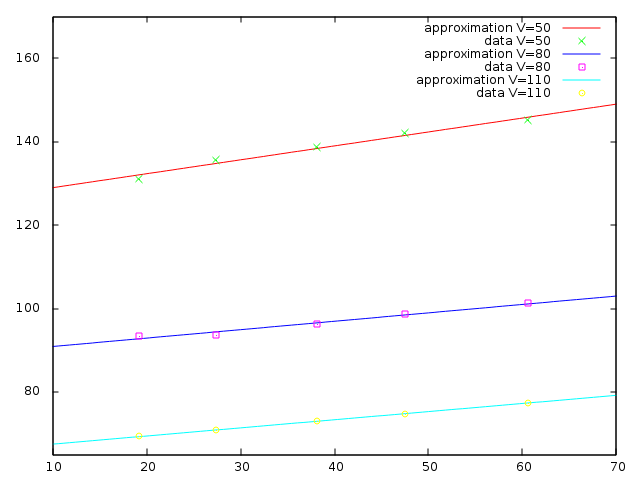 160
140
120
100
80
approximation V=50
data V=50
approximation V=80
data V=80
approximation V=110
data V=110
10 20 30 40 50 60 70